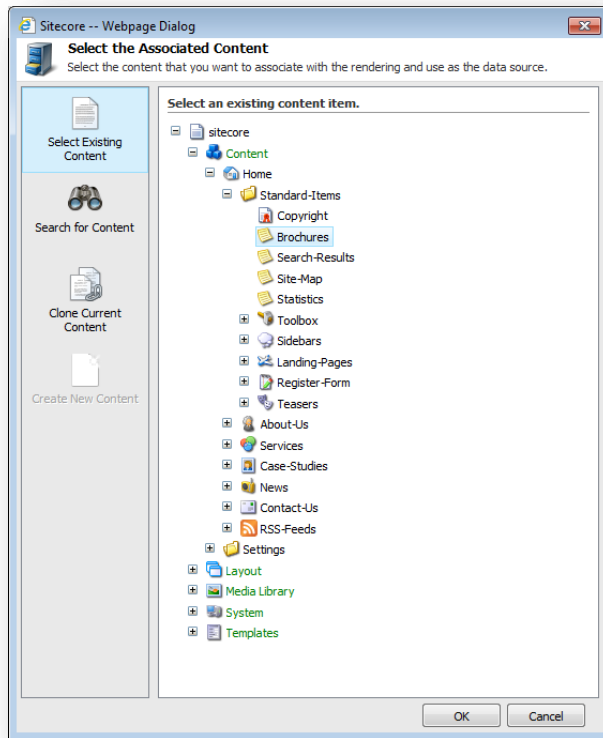 Sitecore -- Webpage Dialog
Select the Associated Content
Select the content that you want to associate with the rendering and use as the data source.
Select Existing
Content
Search for Content
Clone Current
Content
Create New Content
Select an existing content item.
sitecore
Content
Home
Standard-Items
Copyright
Brochures
Search-Results
Site-Map
Statistics
Toolbox
Sidebars
Landing-Pages
Register-Form
Teasers
About-Us
Services
Case-Studies
News
Contact-Us
RSS-Feeds
Settings
Layout
Media Library
System
Templates
OK
Cancel